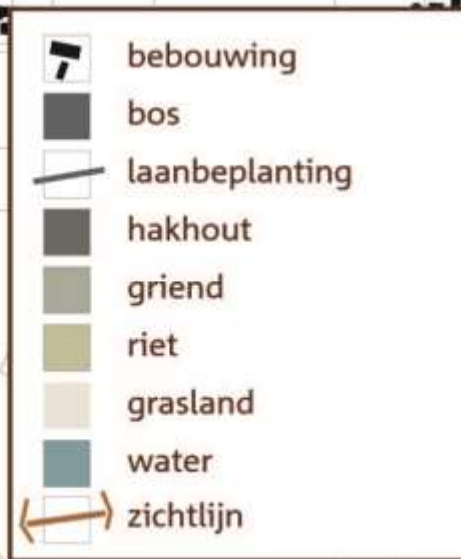 bebouwing
bos
laanbeplanting
hakhout
griend
riet
grasland
water
zichtlijn